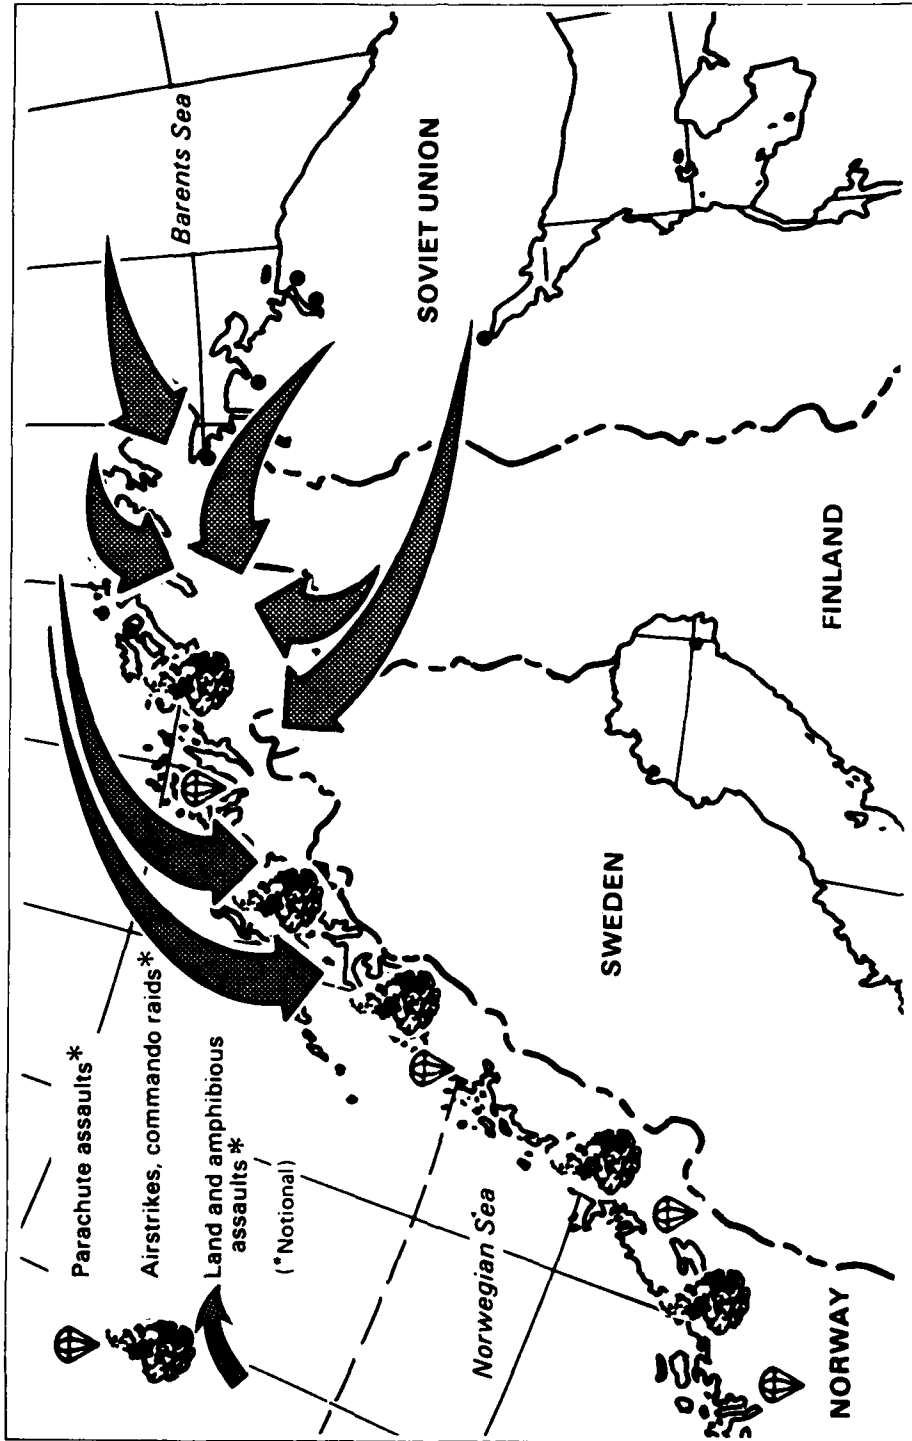 Parachute assaults*
Airstrikes, commando raids*
Land and amphibious
assaults*
(*Notional)
Barents Sea
SOVIET UNION
Norwegian Sea
SWEDEN
FINLAND
NORWAY